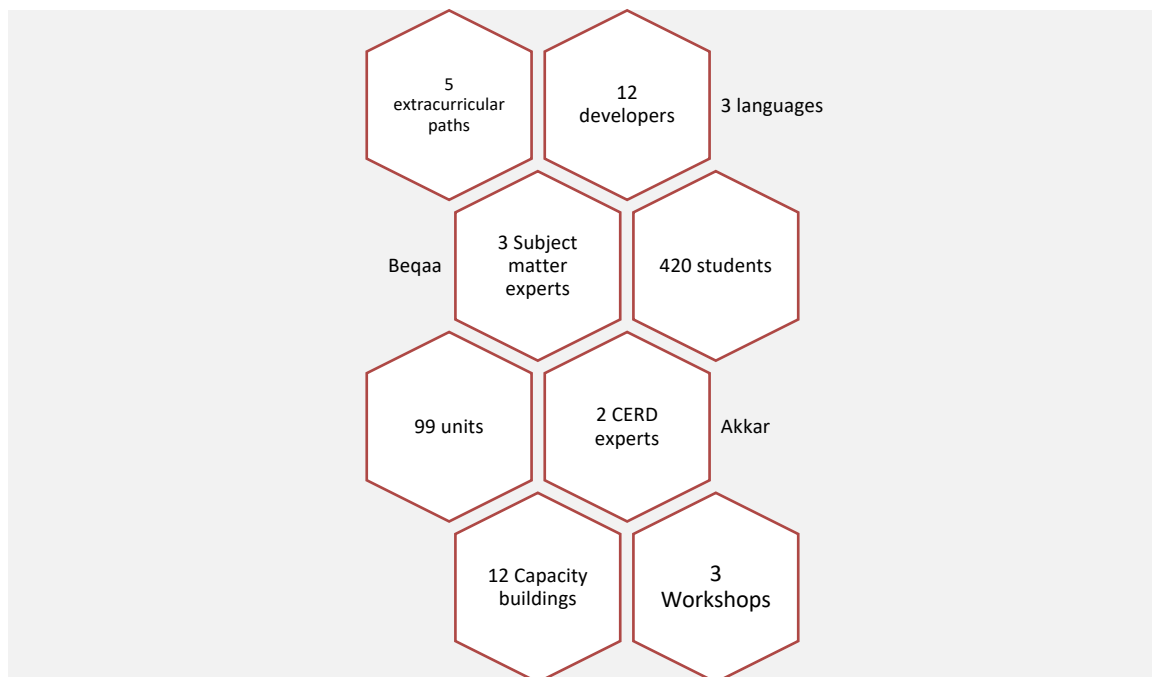 5
extracurricular
paths
12
developers
3 languages
Beqaa
3 Subject
matter
experts
420 students
99 units
2 CERD
experts
Akkar
12 Capacity
buildings
3
Workshops